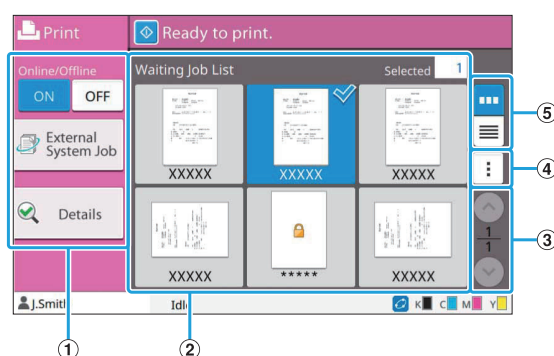 Print
Ready to print.
Online/Offline
ON OFF
External
System Job
Details
Waiting Job List
Selected 1
XXXXX XXXXX XXXXX
XXXXX ***** XXXXX
1
1
J.Smith
Idle
K C M Y
①
②
③
④
⑤